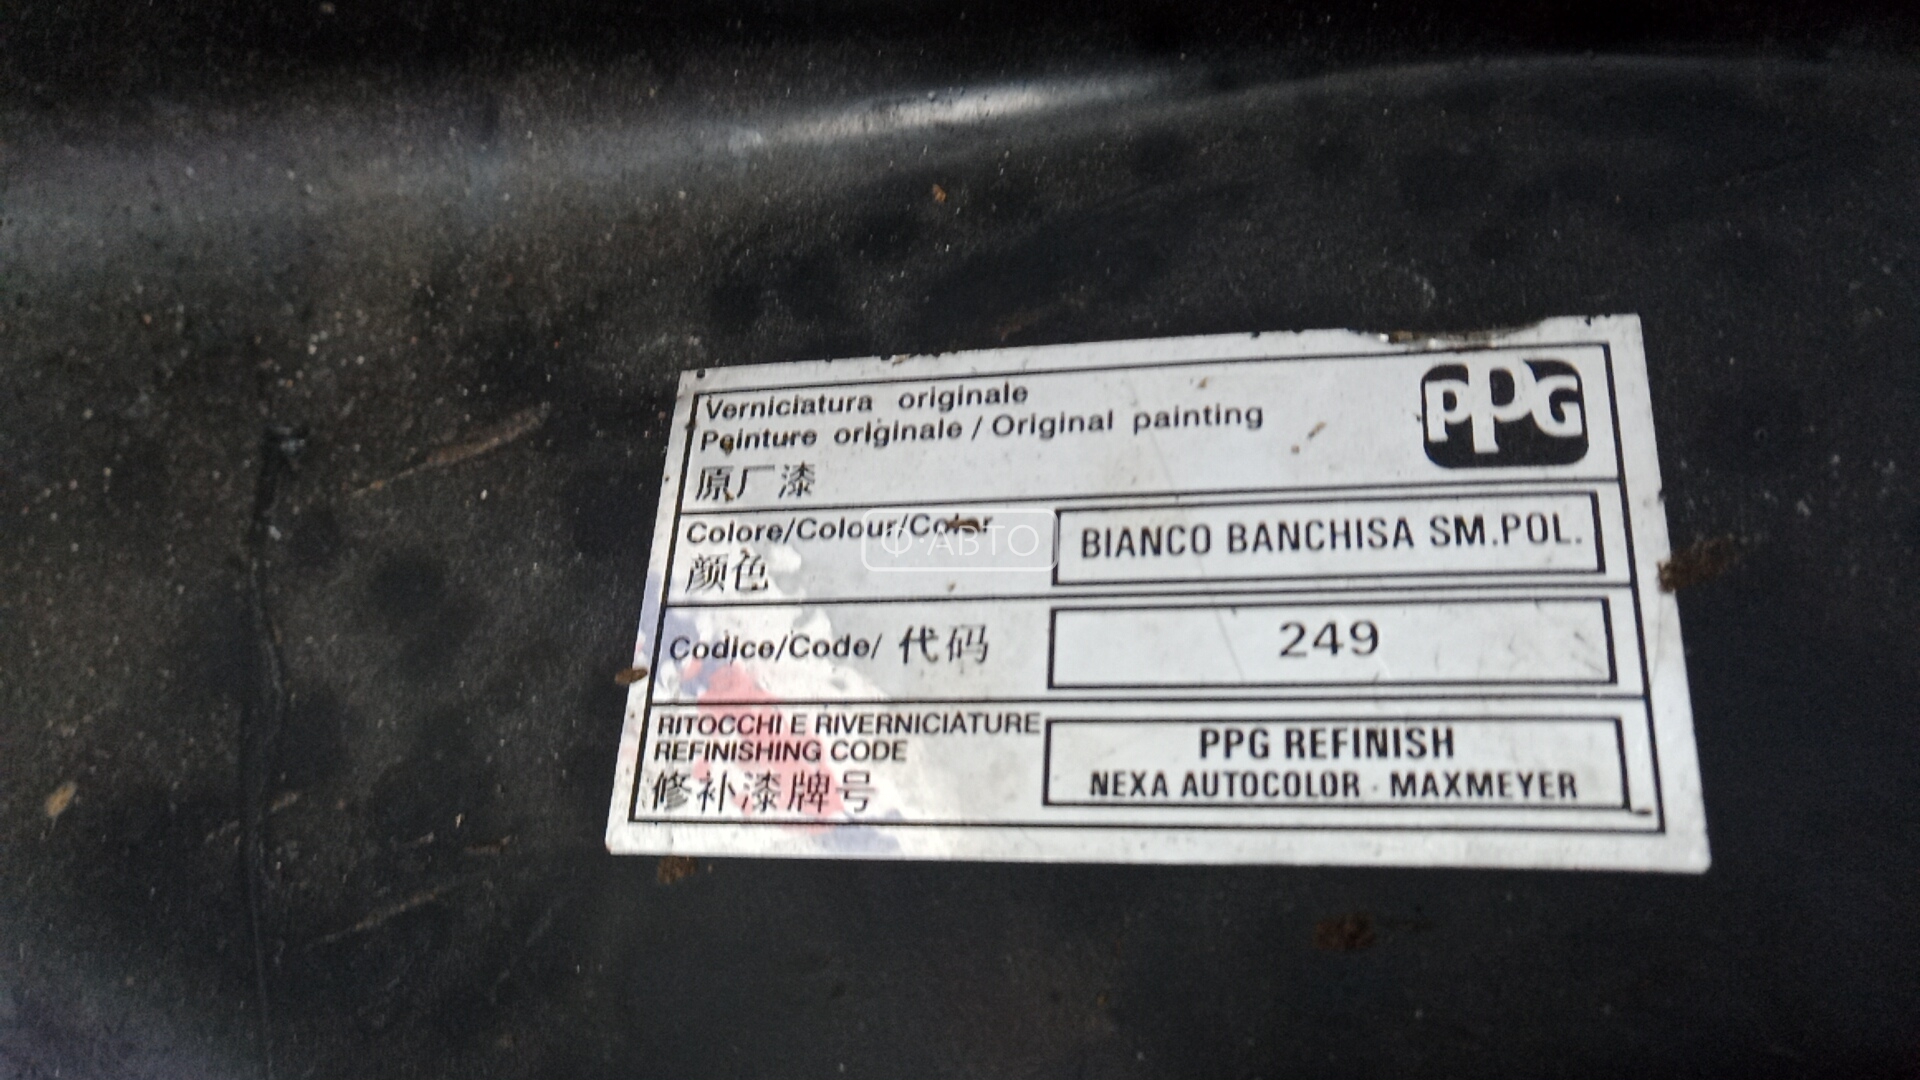 Verniciatura originale
Peinture originale / Original painting
原厂漆
PPG
Colore/Colour/Color
颜色
BIANCO BANCHISA SM.POL.
Ф·АВТО
Codice/Code/ 代码
249
RITOCCHI E RIVERNICIATURE
REFINISHING CODE
修补漆牌号
PPG REFINISH
NEXA AUTOCOLOR · MAXMEYER